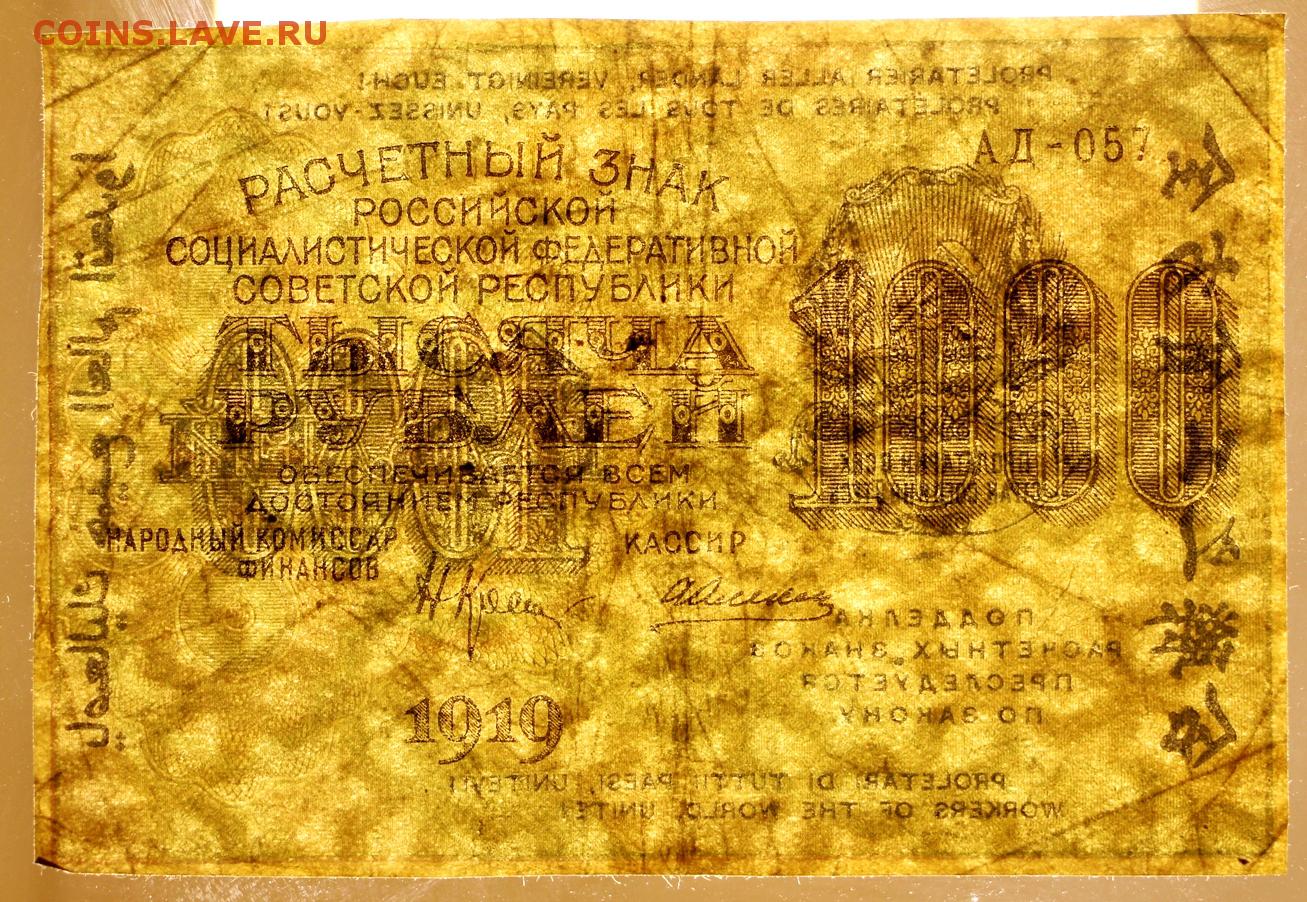 COINS.LAVE.RU
PROLETARIER ALLER LÄNDER, VEREINIGT EUCH!
PROLÉTAIRES DE TOUS LES PAYS, UNISSEZ-VOUS!
АД-057
РАСЧЕТНЫЙ ЗНАК
РОССИЙСКОЙ
СОЦИАЛИСТИЧЕСКОЙ ФЕДЕРАТИВНОЙ
СОВЕТСКОЙ РЕСПУБЛИКИ
ТЫСЯЧА
РУБЛЕЙ
1000
1000
ОБЕСПЕЧИВАЕТСЯ ВСЕМ
ДОСТОЯНИЕМ РЕСПУБЛИКИ
НАРОДНЫЙ КОМИССАР
ФИНАНСОВ
КАССИР
ПОДДЕЛКА
РАСЧЕТНЫХ ЗНАКОВ
ПРЕСЛЕДУЕТСЯ
ПО ЗАКОНУ
1919
PROLETARI DI TUTTI I PAESI, UNITEVI!
WORKERS OF THE WORLD, UNITE!